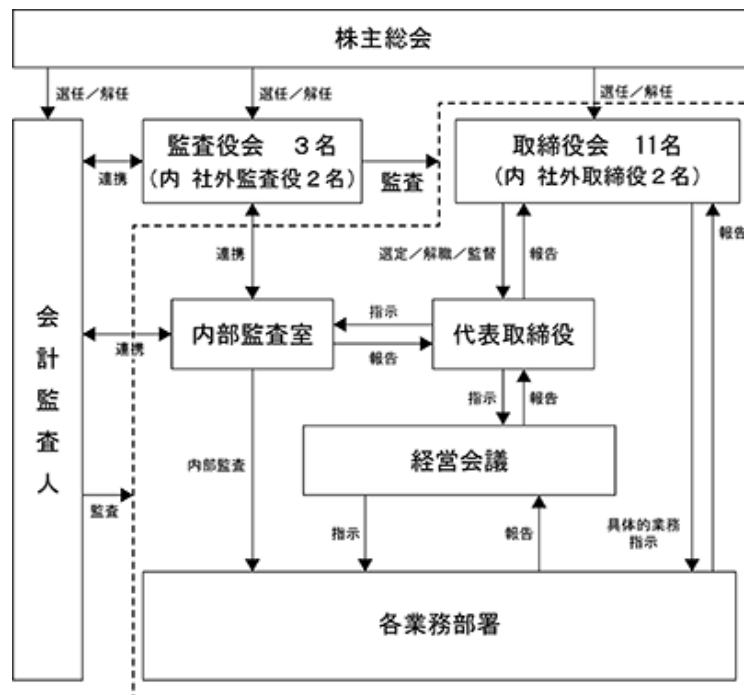 株主総会
選任／解任
選任／解任
選任／解任
監査役会　３名
（内 社外監査役２名）
取締役会　11名
（内 社外取締役２名）
連携
監査
連携
選定／解職／監督
報告
報告
会計監査人
内部監査室
代表取締役
指示
報告
連携
指示
報告
経営会議
内部監査
監査
指示
報告
具体的業務
指示
各業務部署